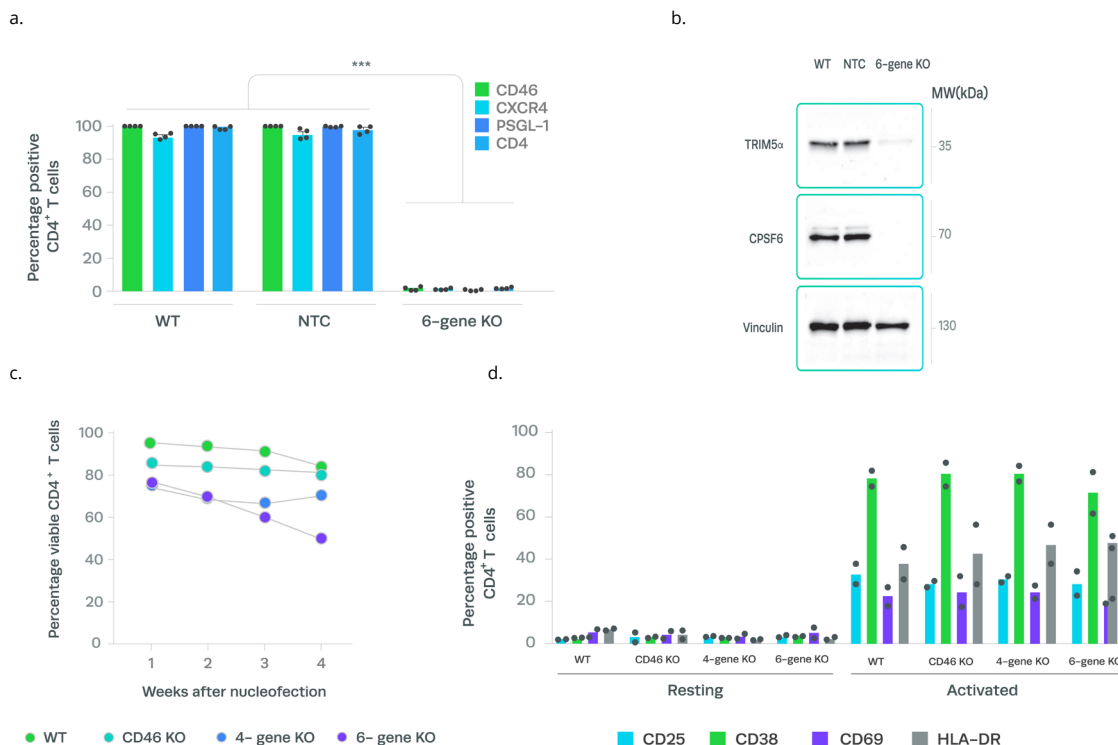 a.
***
CD46
CXCR4
PSGL-1
CD4
Percentage positive
CD4+ T cells
100
80
60
40
20
0
WT
NTC
6-gene KO
b.
WT NTC 6-gene KO
MW(kDa)
TRIM5α
35
CPSF6
70
Vinculin
130
c.
Percentage viable CD4+ T cells
100
80
60
40
20
0
1 2 3 4
Weeks after nucleofection
WT CD46 KO 4- gene KO 6- gene KO
d.
Percentage positive
CD4+ T cells
100
80
60
40
20
0
WT CD46 KO 4-gene KO 6-gene KO WT CD46 KO 4-gene KO 6-gene KO
Resting Activated
CD25 CD38 CD69 HLA-DR